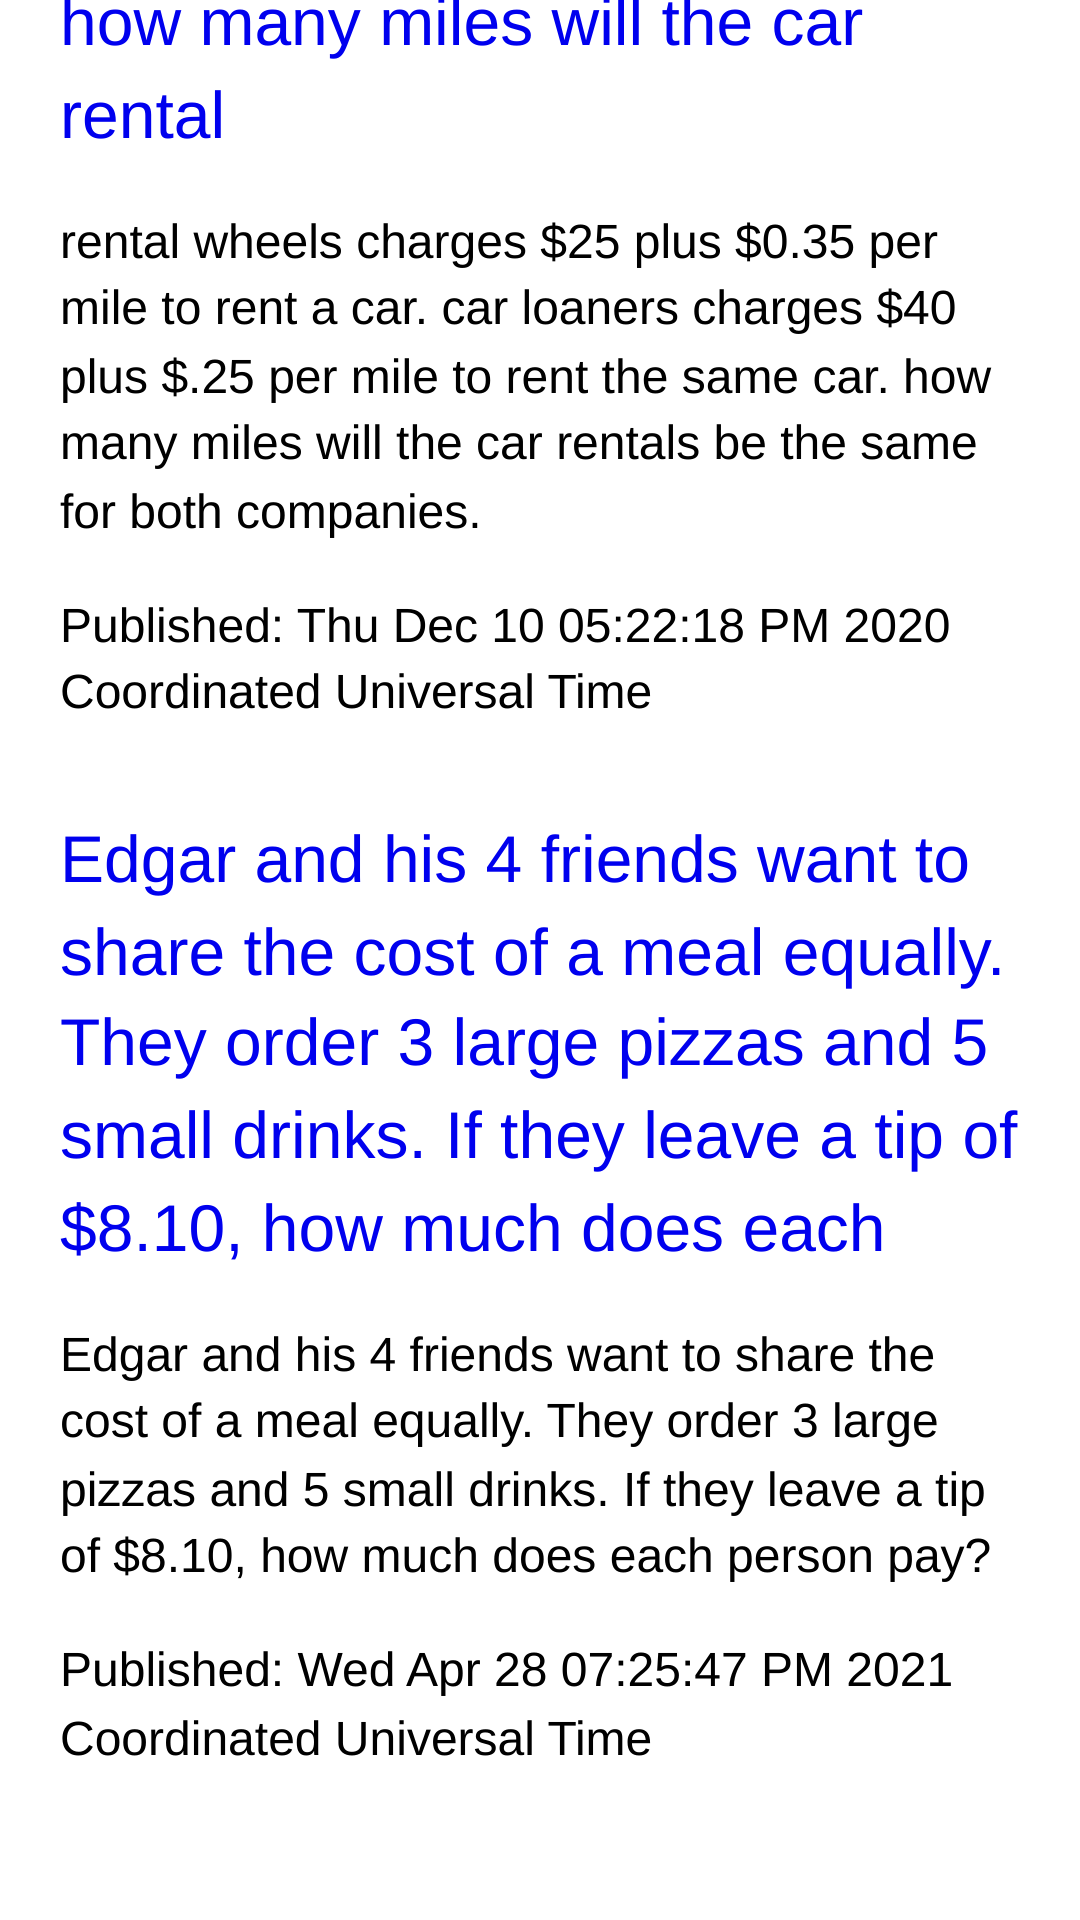 how many miles will the car
rental
rental wheels charges $25 plus $0.35 per
mile to rent a car. car loaners charges $40
plus $.25 per mile to rent the same car. how
many miles will the car rentals be the same
for both companies.
Published: Thu Dec 10 05:22:18 PM 2020
Coordinated Universal Time
Edgar and his 4 friends want to
share the cost of a meal equally.
They order 3 large pizzas and 5
small drinks. If they leave a tip of
$8.10, how much does each
Edgar and his 4 friends want to share the
cost of a meal equally. They order 3 large
pizzas and 5 small drinks. If they leave a tip
of $8.10, how much does each person pay?
Published: Wed Apr 28 07:25:47 PM 2021
Coordinated Universal Time